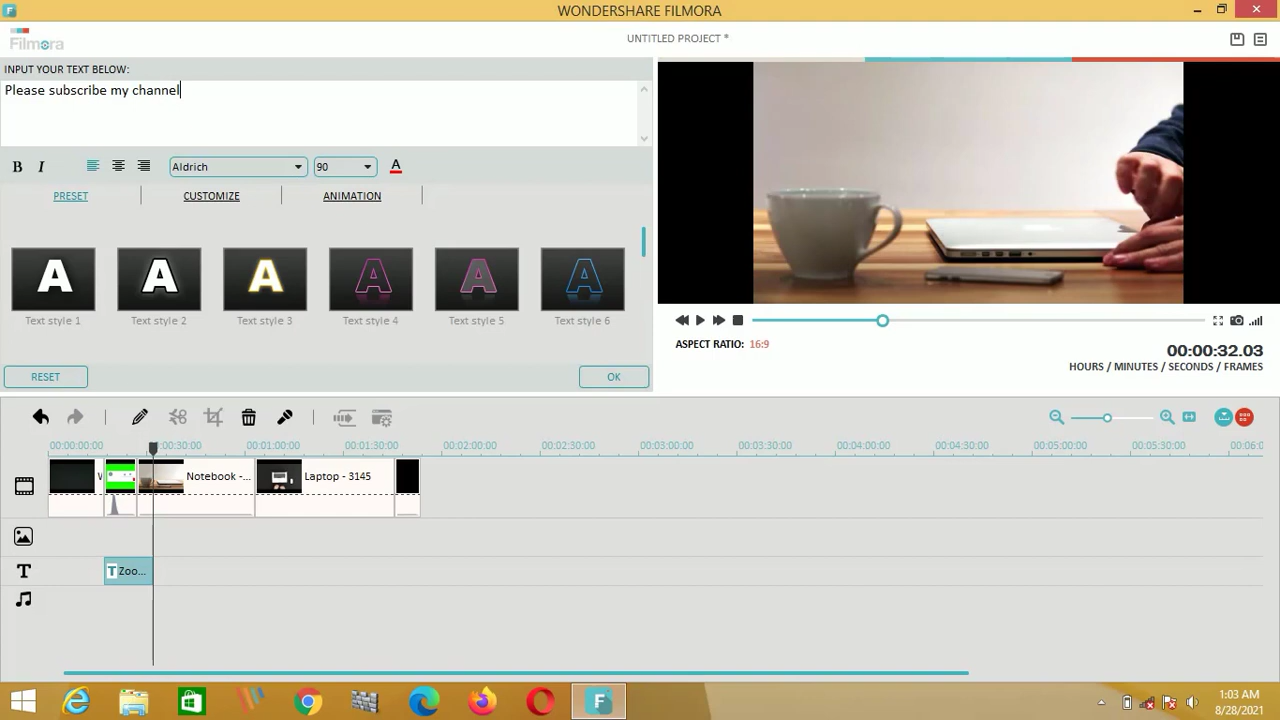 WONDERSHARE FILMORA
Filmora
UNTITLED PROJECT *
INPUT YOUR TEXT BELOW:
Please subscribe my channel
B I Aldrich 90 A
PRESET CUSTOMIZE ANIMATION
A A A A A A
Text style 1 Text style 2 Text style 3 Text style 4 Text style 5 Text style 6
RESET OK
ASPECT RATIO: 16:9
00:00:32.03
HOURS / MINUTES / SECONDS / FRAMES
00:00:00:00 00:00:30:00 00:01:00:00 00:01:30:00 00:02:00:00 00:02:30:00 00:03:00:00 00:03:30:00 00:04:00:00 00:04:30:00 00:05:00:00 00:05:30:00 00:06:0
Notebook -... Laptop - 3145
T T Zoo...
1:03 AM
8/28/2021